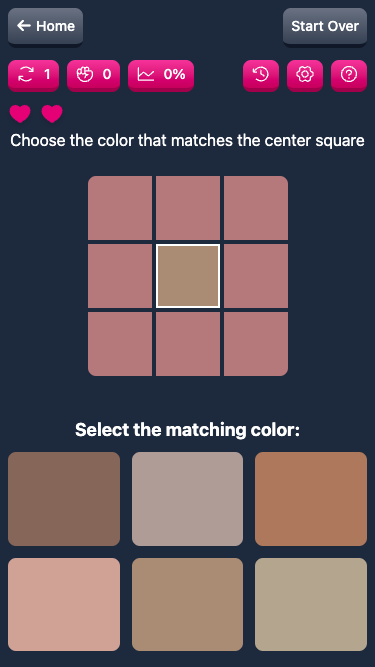 Home
Start Over
1
0
0%
Choose the color that matches the center square
Select the matching color: